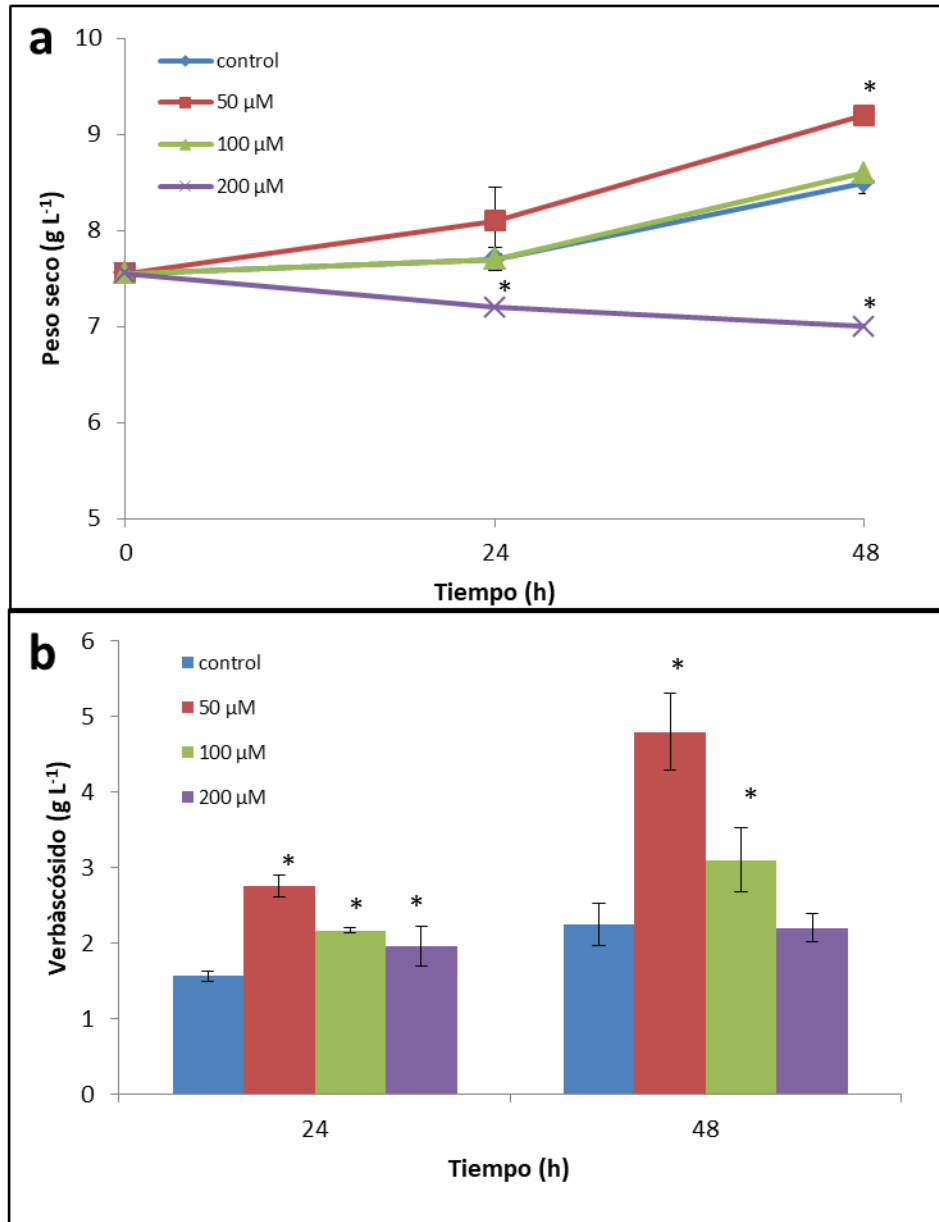 a
10
9
8
7
6
5
Peso seco (g L-1)
control
50 µM
100 µM
200 µM
*
*
*
0
24
48
Tiempo (h)
b
6
5
4
3
2
1
0
Verbàscósido (g L-1)
control
50 µM
100 µM
200 µM
*
*
*
*
*
24
48
Tiempo (h)